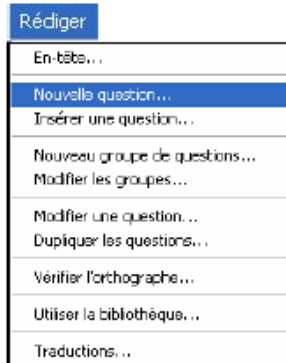 Rédiger
En-tête...
Nouvelle question...
Insérer une question...
Nouveau groupe de questions...
Modifier les groupes...
Modifier une question...
Dupliquer les questions...
Vérifier l'orthographe...
Utiliser la bibliothèque...
Traductions...